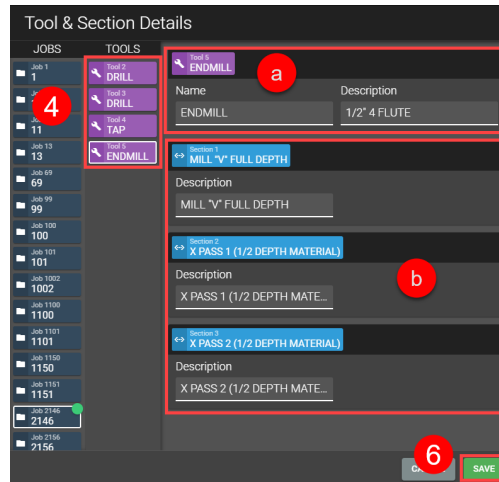 Tool & Section Details
JOBS
TOOLS
Job 1
1
4
11
Job 13
13
Job 69
69
Job 99
99
Job 100
100
Job 101
101
Job 1002
1002
Job 1100
1100
Job 1101
1101
Job 1150
1150
Job 1151
1151
Job 2146
2146
Job 2156
2156
Tool 2
DRILL
Tool 3
DRILL
Tool 4
TAP
Tool 5
ENDMILL
Tool 5
ENDMILL
a
Name
Description
ENDMILL
1/2" 4 FLUTE
Section 1
MILL "V" FULL DEPTH
Description
MILL "V" FULL DEPTH
Section 2
X PASS 1 (1/2 DEPTH MATERIAL)
Description
b
X PASS 1 (1/2 DEPTH MATE...
Section 3
X PASS 2 (1/2 DEPTH MATERIAL)
Description
X PASS 2 (1/2 DEPTH MATE...
6
SAVE